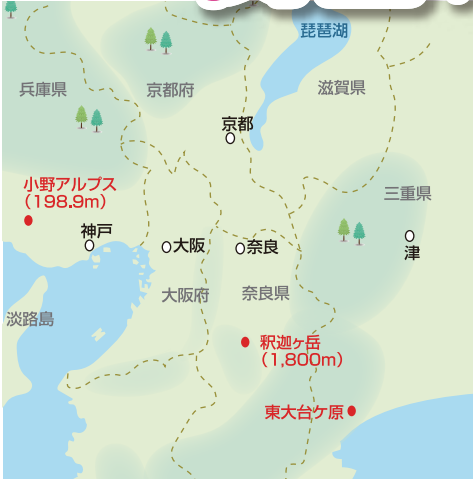 琵琶湖
兵庫県
京都府
滋賀県
京都
小野アルプス
（198.9m）
三重県
神戸
大阪
奈良
津
大阪府
奈良県
淡路島
釈迦ヶ岳
（1,800m）
東大台ケ原